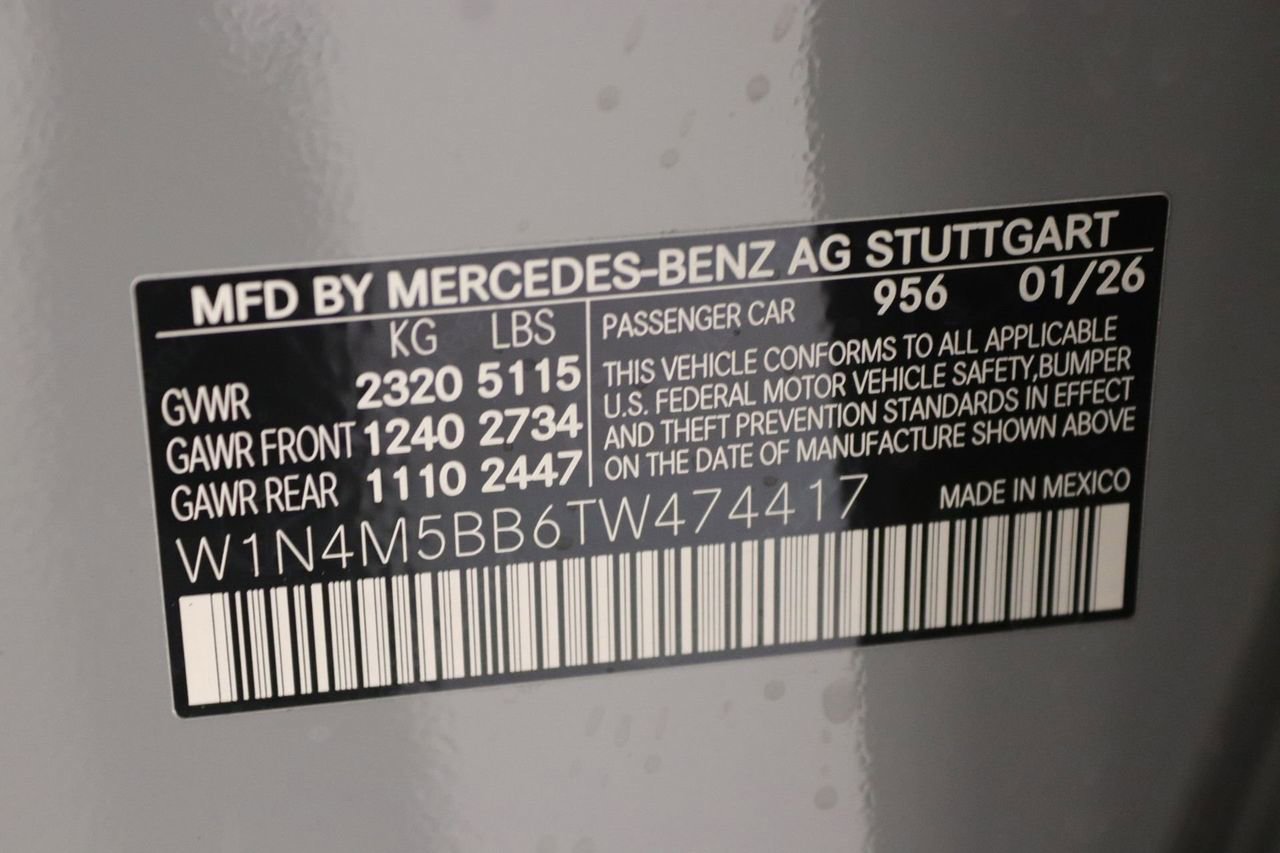 MFD BY MERCEDES-BENZ AG STUTTGART
KG LBS
GVWR 2320 5115
GAWR FRONT 1240 2734
GAWR REAR 1110 2447
PASSENGER CAR 956 01/26
THIS VEHICLE CONFORMS TO ALL APPLICABLE
U.S. FEDERAL MOTOR VEHICLE SAFETY,BUMPER
AND THEFT PREVENTION STANDARDS IN EFFECT
ON THE DATE OF MANUFACTURE SHOWN ABOVE
W1N4M5BB6TW474417 MADE IN MEXICO